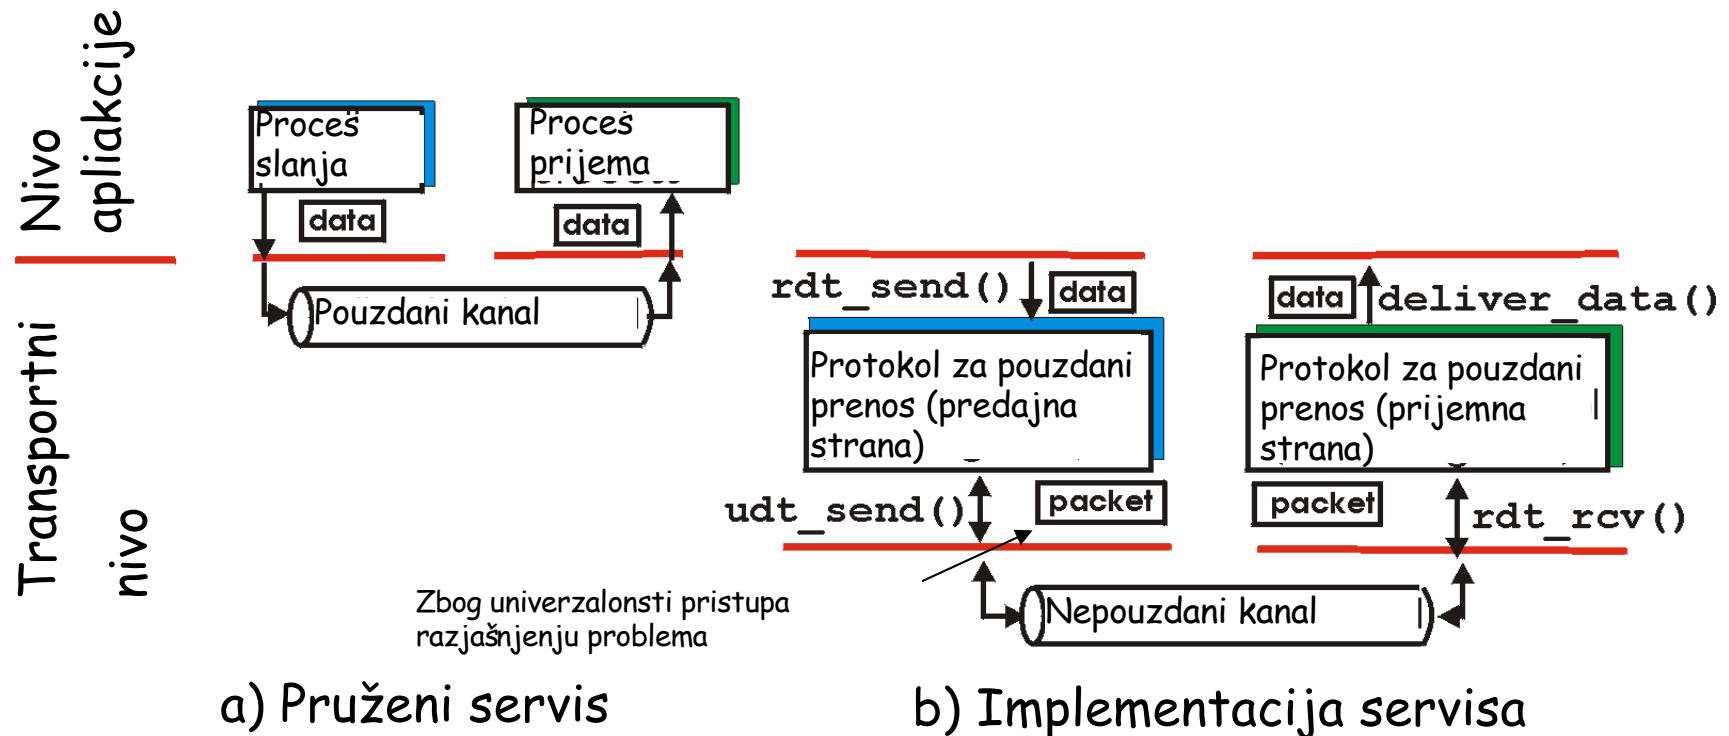 Nivo
apliakcije
Transportni
nivo
Proces
slanja
data
Proces
prijema
data
Pouzdani kanal
a) Pruženi servis
rdt_send()
data
data
deliver_data()
Protokol za pouzdani
prenos (predajna
strana)
Protokol za pouzdani
prenos (prijemna
strana)
udt_send()
packet
packet
rdt_rcv()
Zbog univerzalonsti pristupa
razjašnjenju problema
Nepouzdani kanal
b) Implementacija servisa